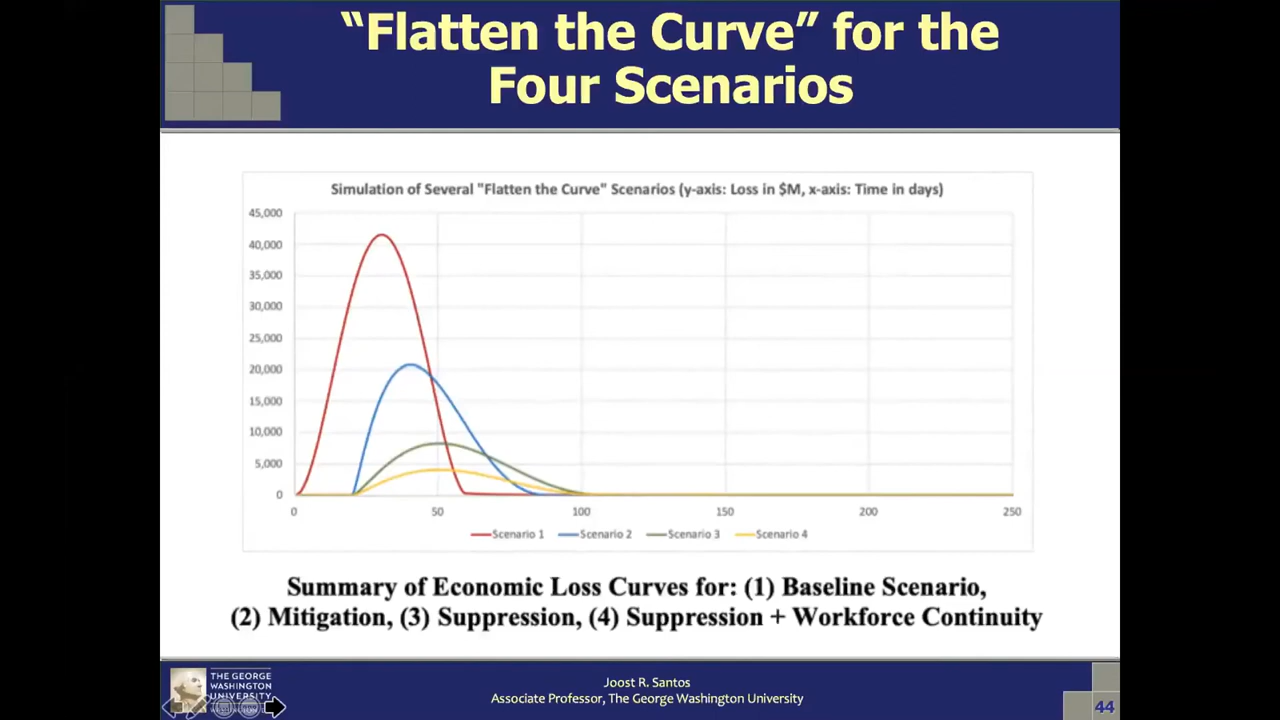 “Flatten the Curve” for the
Four Scenarios
Simulation of Several "Flatten the Curve" Scenarios (y-axis: Loss in $M, x-axis: Time in days)
45,000
40,000
35,000
30,000
25,000
20,000
15,000
10,000
5,000
0
0 50 100 150 200 250
Scenario 1 Scenario 2 Scenario 3 Scenario 4
Summary of Economic Loss Curves for: (1) Baseline Scenario,
(2) Mitigation, (3) Suppression, (4) Suppression + Workforce Continuity
THE GEORGE
WASHINGTON
UNIVERSITY
Joost R. Santos
Associate Professor, The George Washington University
44